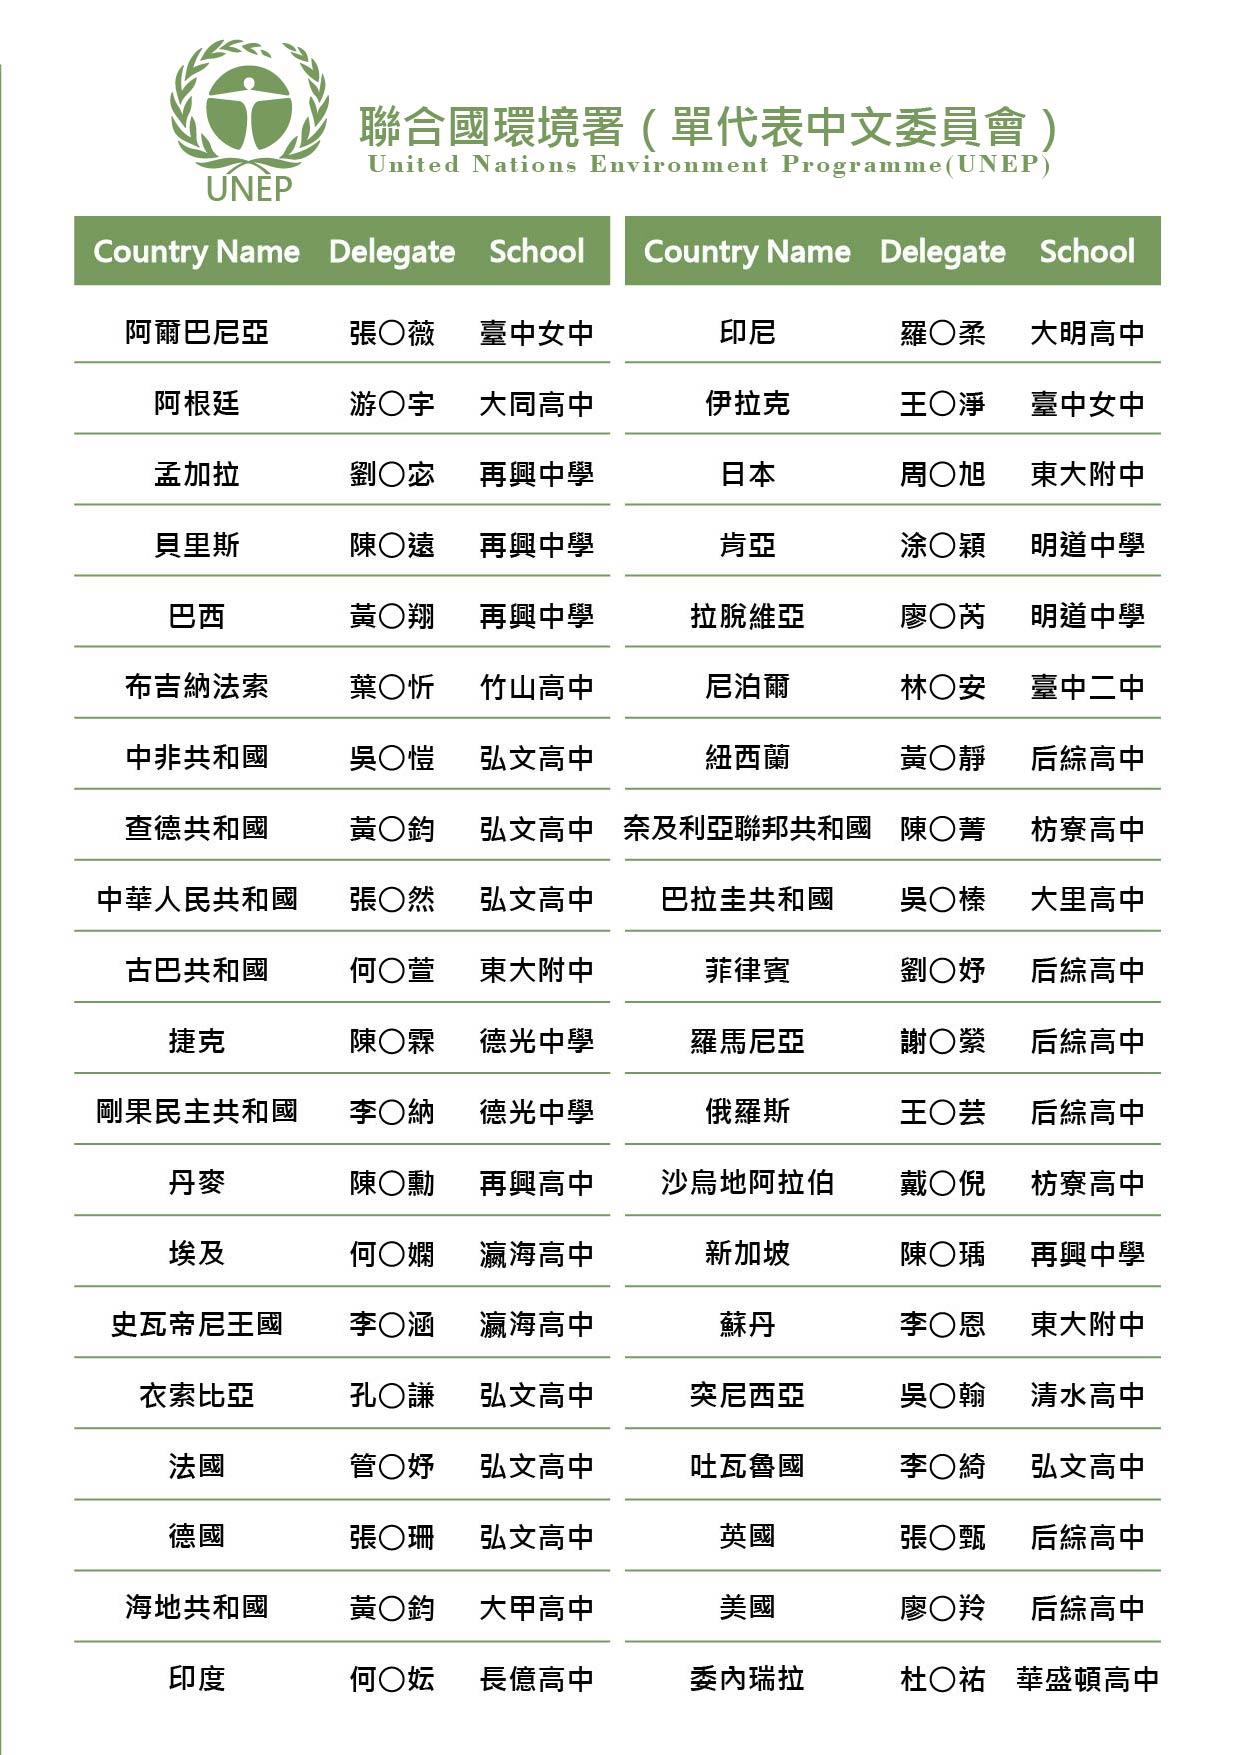 聯合國環境署（單代表中文委員會）
United Nations Environment Programme(UNEP)
UNEP
Country Name Delegate School
阿爾巴尼亞 張〇薇 臺中女中
阿根廷 游〇宇 大同高中
孟加拉 劉〇宓 再興中學
貝里斯 陳〇遠 再興中學
巴西 黃〇翔 再興中學
布吉納法索 葉〇忻 竹山高中
中非共和國 吳〇愷 弘文高中
查德共和國 黃〇鈞 弘文高中
中華人民共和國 張〇然 弘文高中
古巴共和國 何〇萱 東大附中
捷克 陳〇霖 德光中學
剛果民主共和國 李〇納 德光中學
丹麥 陳〇勳 再興高中
埃及 何〇嫻 瀛海高中
史瓦帝尼王國 李〇涵 瀛海高中
衣索比亞 孔〇謙 弘文高中
法國 管〇妤 弘文高中
德國 張〇珊 弘文高中
海地共和國 黃〇鈞 大甲高中
印度 何〇妘 長億高中
Country Name Delegate School
印尼 羅〇柔 大明高中
伊拉克 王〇淨 臺中女中
日本 周〇旭 東大附中
肯亞 涂〇穎 明道中學
拉脫維亞 廖〇芮 明道中學
尼泊爾 林〇安 臺中二中
紐西蘭 黃〇靜 后綜高中
奈及利亞聯邦共和國 陳〇菁 枋寮高中
巴拉圭共和國 吳〇榛 大里高中
菲律賓 劉〇妤 后綜高中
羅馬尼亞 謝〇縈 后綜高中
俄羅斯 王〇芸 后綜高中
沙烏地阿拉伯 戴〇倪 枋寮高中
新加坡 陳〇瑀 再興中學
蘇丹 李〇恩 東大附中
突尼西亞 吳〇翰 清水高中
吐瓦魯國 李〇綺 弘文高中
英國 張〇甄 后綜高中
美國 廖〇羚 后綜高中
委內瑞拉 杜〇祐 華盛頓高中